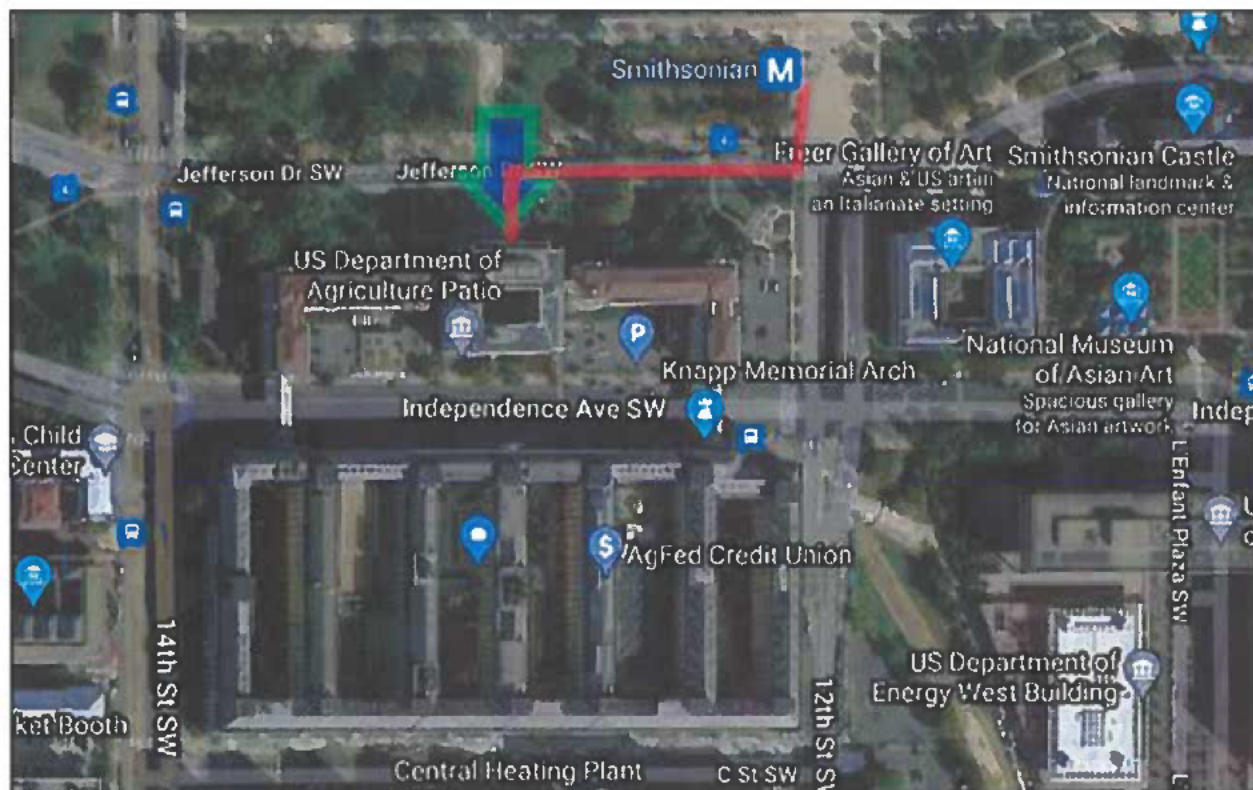 Smithsonian M
Jefferson Dr SW
Jefferson Dr SW
Freer Gallery of Art
Asian & US art in
an Italianate setting
Smithsonian Castle
National landmark &
information center
US Department of
Agriculture Patio
P
National Museum
of Asian Art
Spacious gallery
for Asian artwork
Knapp Memorial Arch
Independence Ave SW
Indep
Child
Center
L'Enfant Plaza SW
$
AgFed Credit Union
14th St SW
12th St SW
US Department of
Energy West Building
ket Booth
Central Heating Plant
C St SW